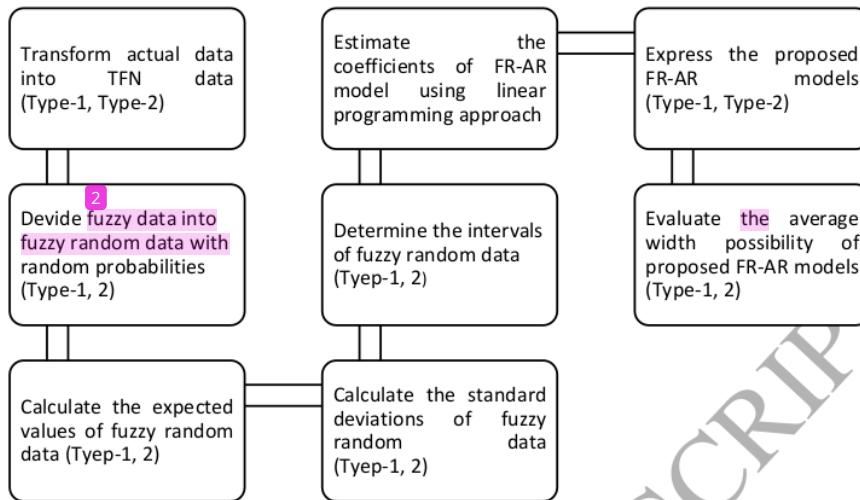 Transform actual data
into TFN data
(Type-1, Type-2)
2
Devide fuzzy data into
fuzzy random data with
random probabilities
(Type-1, 2)
Calculate the expected
values of fuzzy random
data (Tyep-1, 2)
Calculate the standard
deviations of fuzzy
random data
(Tyep-1, 2)
Determine the intervals
of fuzzy random data
(Tyep-1, 2)
Estimate the
coefficients of FR-AR
model using linear
programming approach
Express the proposed
FR-AR models
(Type-1, Type-2)
Evaluate the average
width possibility of
proposed FR-AR models
(Type-1, 2)
SCRIP